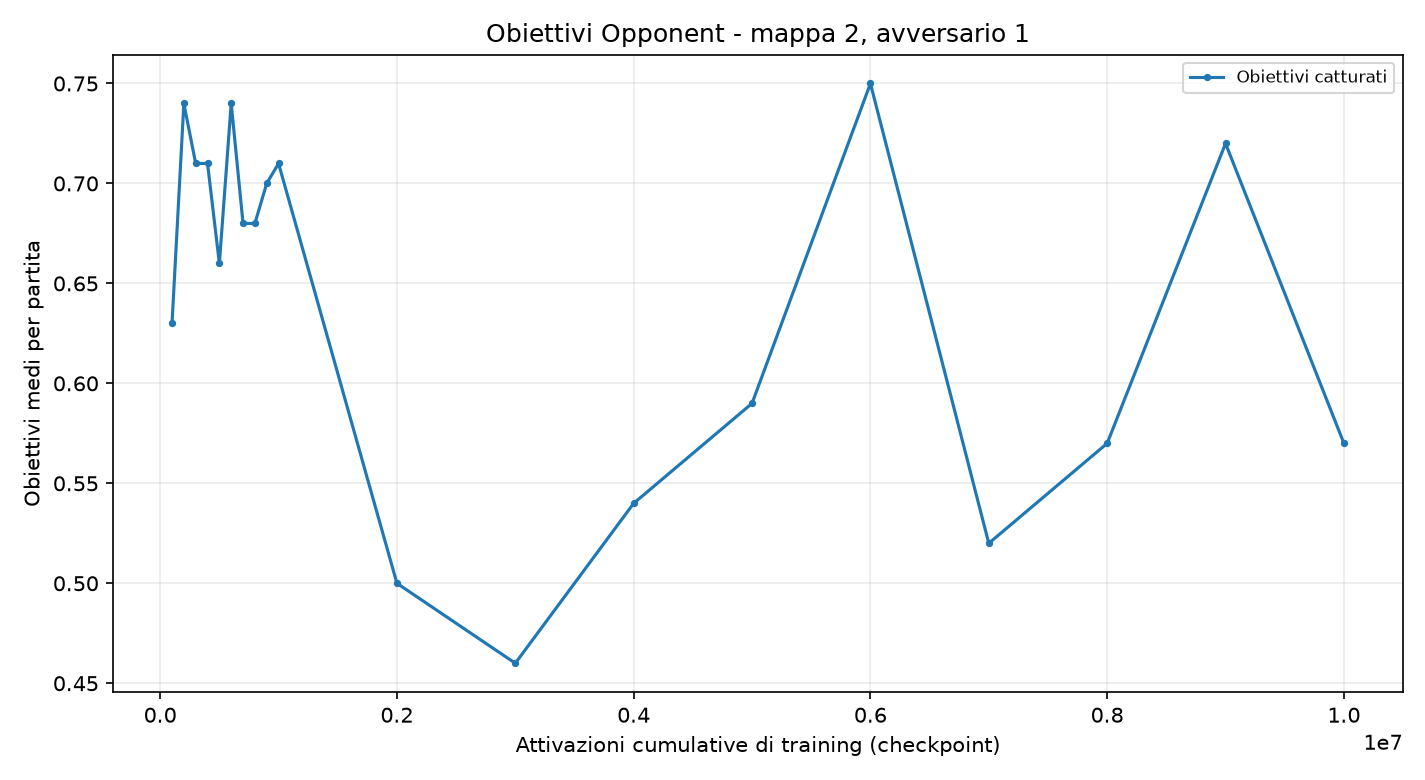 Obiettivi Opponent - mappa 2, avversario 1
Obiettivi catturati
Obiettivi medi per partita
0.75
0.70
0.65
0.60
0.55
0.50
0.45
0.0 0.2 0.4 0.6 0.8 1.0
1e7
Attivazioni cumulative di training (checkpoint)